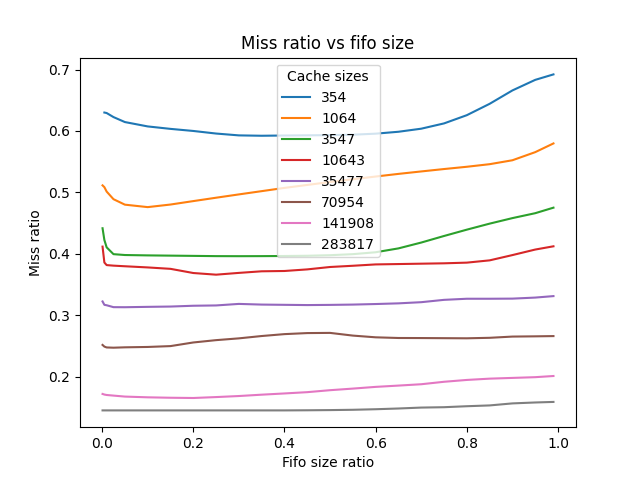 Miss ratio vs fifo size
Cache sizes
354
1064
3547
10643
35477
70954
141908
283817
0.7
0.6
0.5
0.4
0.3
0.2
Miss ratio
0.0 0.2 0.4 0.6 0.8 1.0
Fifo size ratio